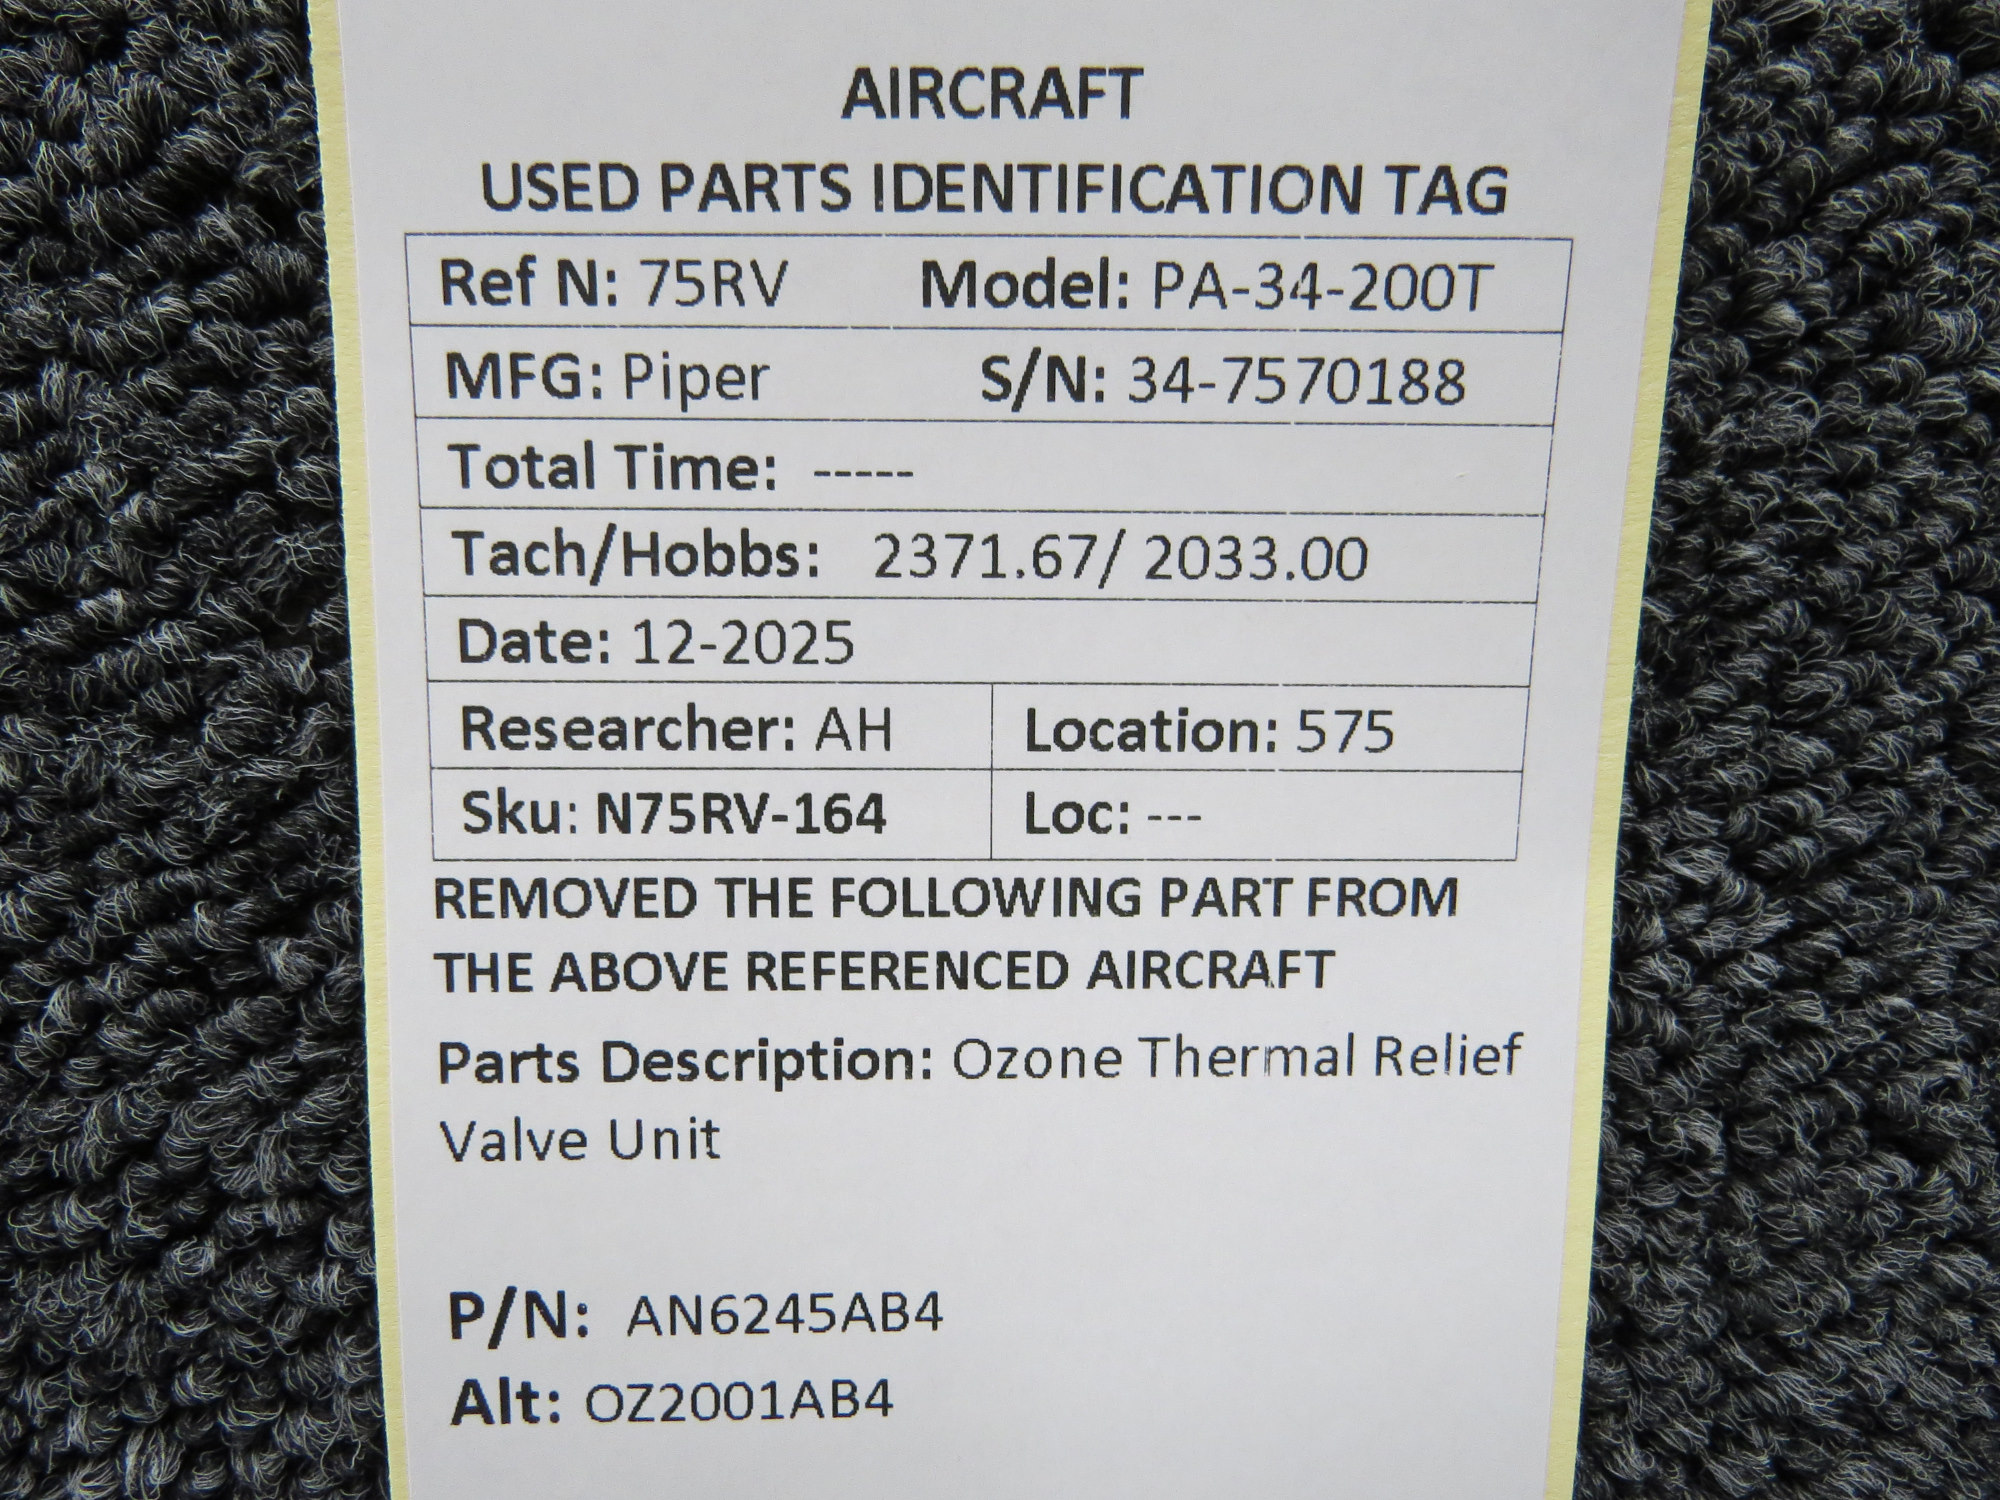 AIRCRAFT
USED PARTS IDENTIFICATION TAG
Ref N: 75RV Model: PA-34-200T
MFG: Piper S/N: 34-7570188
Total Time: -----
Tach/Hobbs: 2371.67/ 2033.00
Date: 12-2025
Researcher: AH Location: 575
Sku: N75RV-164 Loc: ---
REMOVED THE FOLLOWING PART FROM
THE ABOVE REFERENCED AIRCRAFT
Parts Description: Ozone Thermal Relief
Valve Unit
P/N: AN6245AB4
Alt: OZ2001AB4